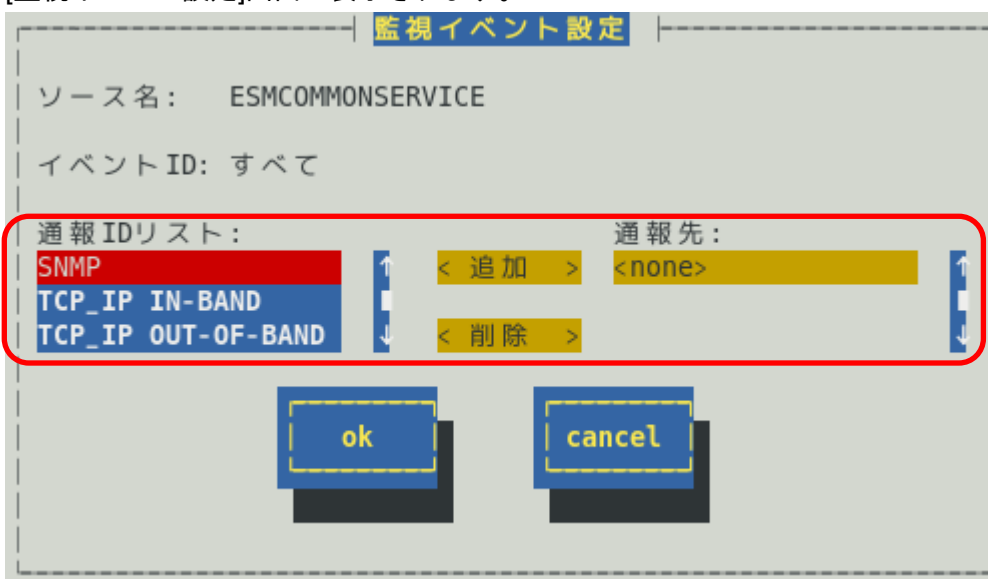 監視イベント設定
ソース名: ESMCOMMONSERVICE
イベントID: すべて
通報IDリスト: 通報先:
SNMP ↑ < 追加 > <none> ↑
TCP_IP IN-BAND
TCP_IP OUT-OF-BAND ↓ < 削除 > ↓
ok cancel